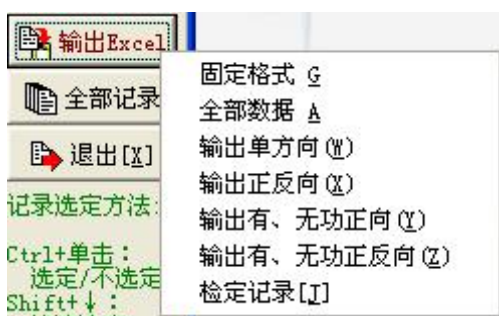 输出Excel
全部记录
退出[X]
记录选定方法:
Ctrl+单击:
选定/不选定
Shift+↓:
固定格式 G
全部数据 A
输出单方向(W)
输出正反向(X)
输出有、无功正向(Y)
输出有、无功正反向(Z)
检定记录[J]